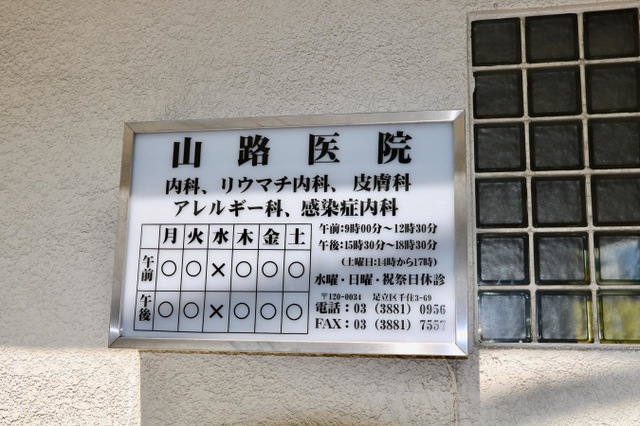 山路医院
内科、リウマチ内科、皮膚科
アレルギー科、感染症内科
月 火 水 木 金 土
午前 ○ ○ × ○ ○ ○
午後 ○ ○ × ○ ○ ○
午前:9時00分～12時30分
午後:15時30分～18時30分
(土曜日:14時から17時)
水曜・日曜・祝祭日休診
〒120-0034 足立区千住3-69
電話：03 (3881) 0956
FAX：03 (3881) 7557